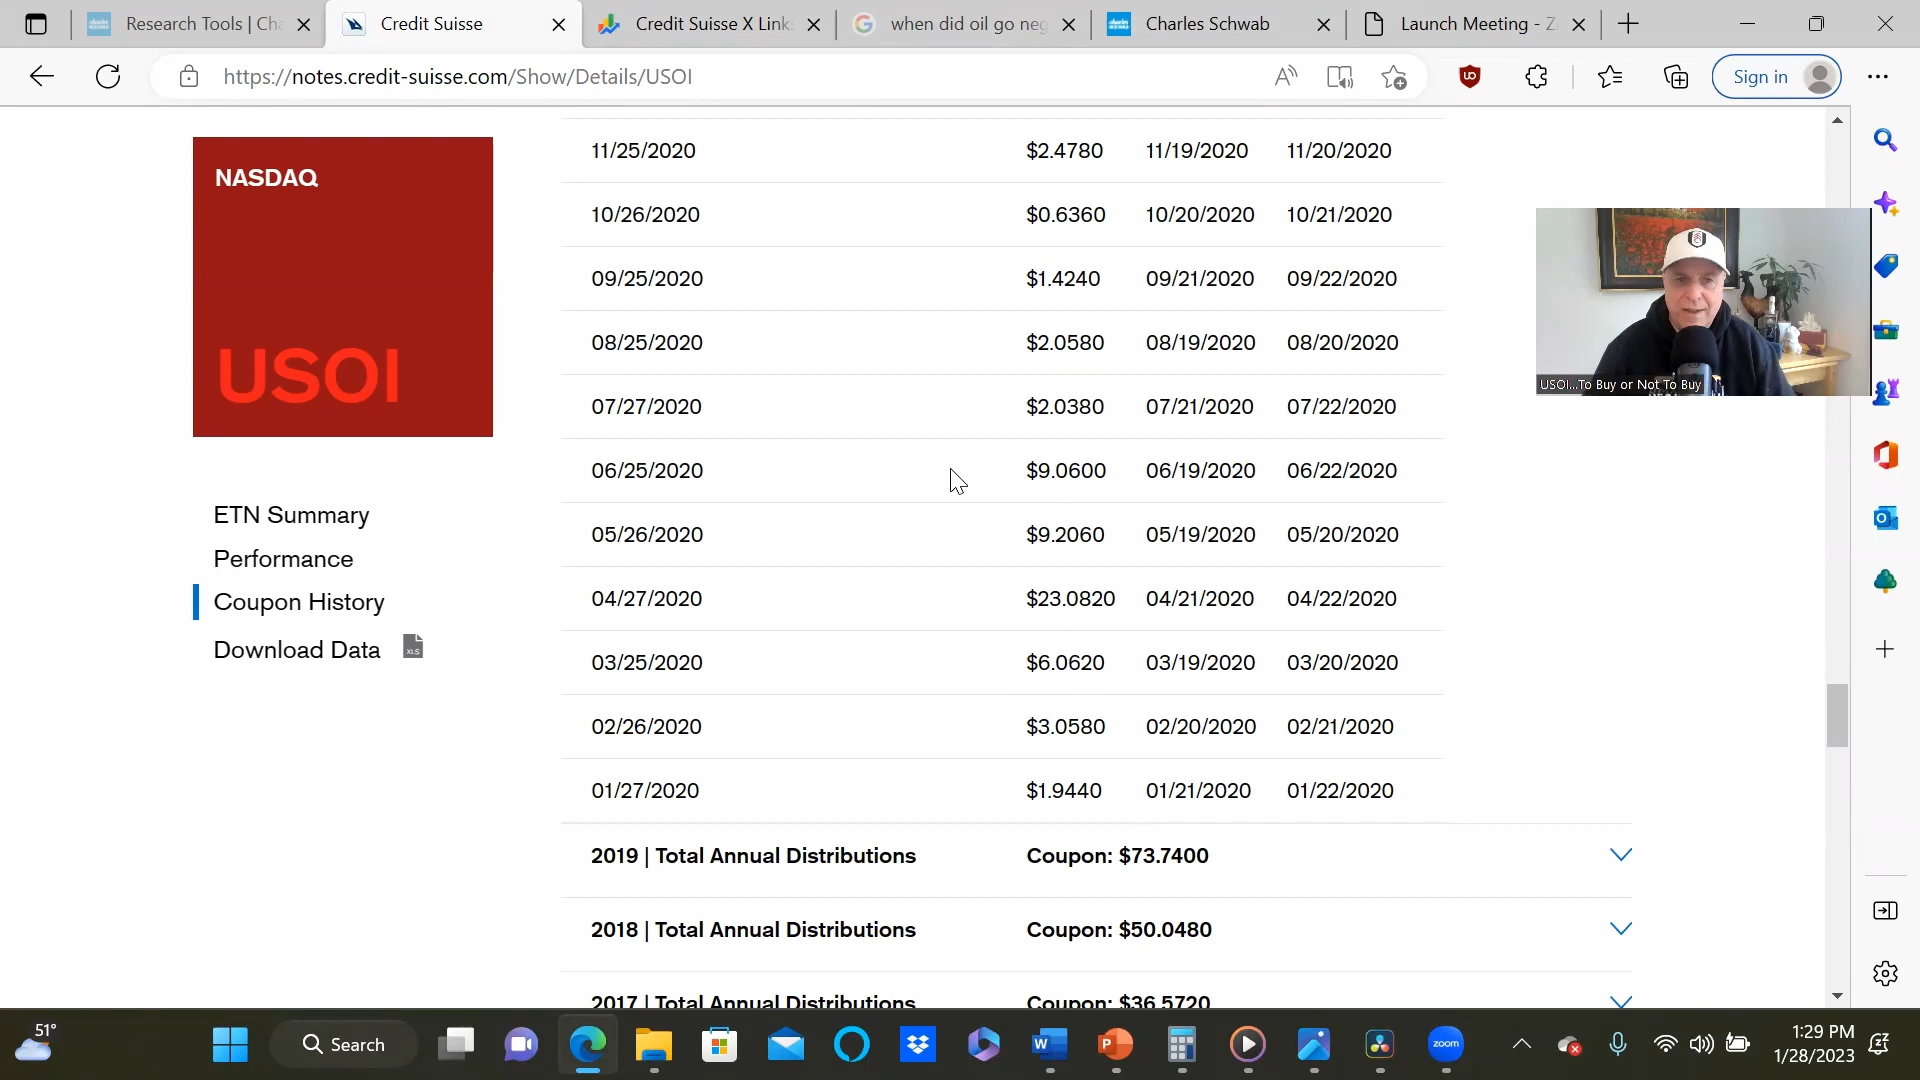 Research Tools | Cha
Credit Suisse
Credit Suisse X Link
when did oil go neg
Charles Schwab
Launch Meeting - Z
https://notes.credit-suisse.com/Show/Details/USOI
Sign in
NASDAQ
USOI
ETN Summary
Performance
Coupon History
Download Data
XLS
11/25/2020 $2.4780 11/19/2020 11/20/2020
10/26/2020 $0.6360 10/20/2020 10/21/2020
09/25/2020 $1.4240 09/21/2020 09/22/2020
08/25/2020 $2.0580 08/19/2020 08/20/2020
07/27/2020 $2.0380 07/21/2020 07/22/2020
06/25/2020 $9.0600 06/19/2020 06/22/2020
05/26/2020 $9.2060 05/19/2020 05/20/2020
04/27/2020 $23.0820 04/21/2020 04/22/2020
03/25/2020 $6.0620 03/19/2020 03/20/2020
02/26/2020 $3.0580 02/20/2020 02/21/2020
01/27/2020 $1.9440 01/21/2020 01/22/2020
2019 | Total Annual Distributions Coupon: $73.7400
2018 | Total Annual Distributions Coupon: $50.0480
2017 | Total Annual Distributions Coupon: $36.5720
USOI...To Buy or Not To Buy
51°
Search
zoom
1:29 PM
1/28/2023